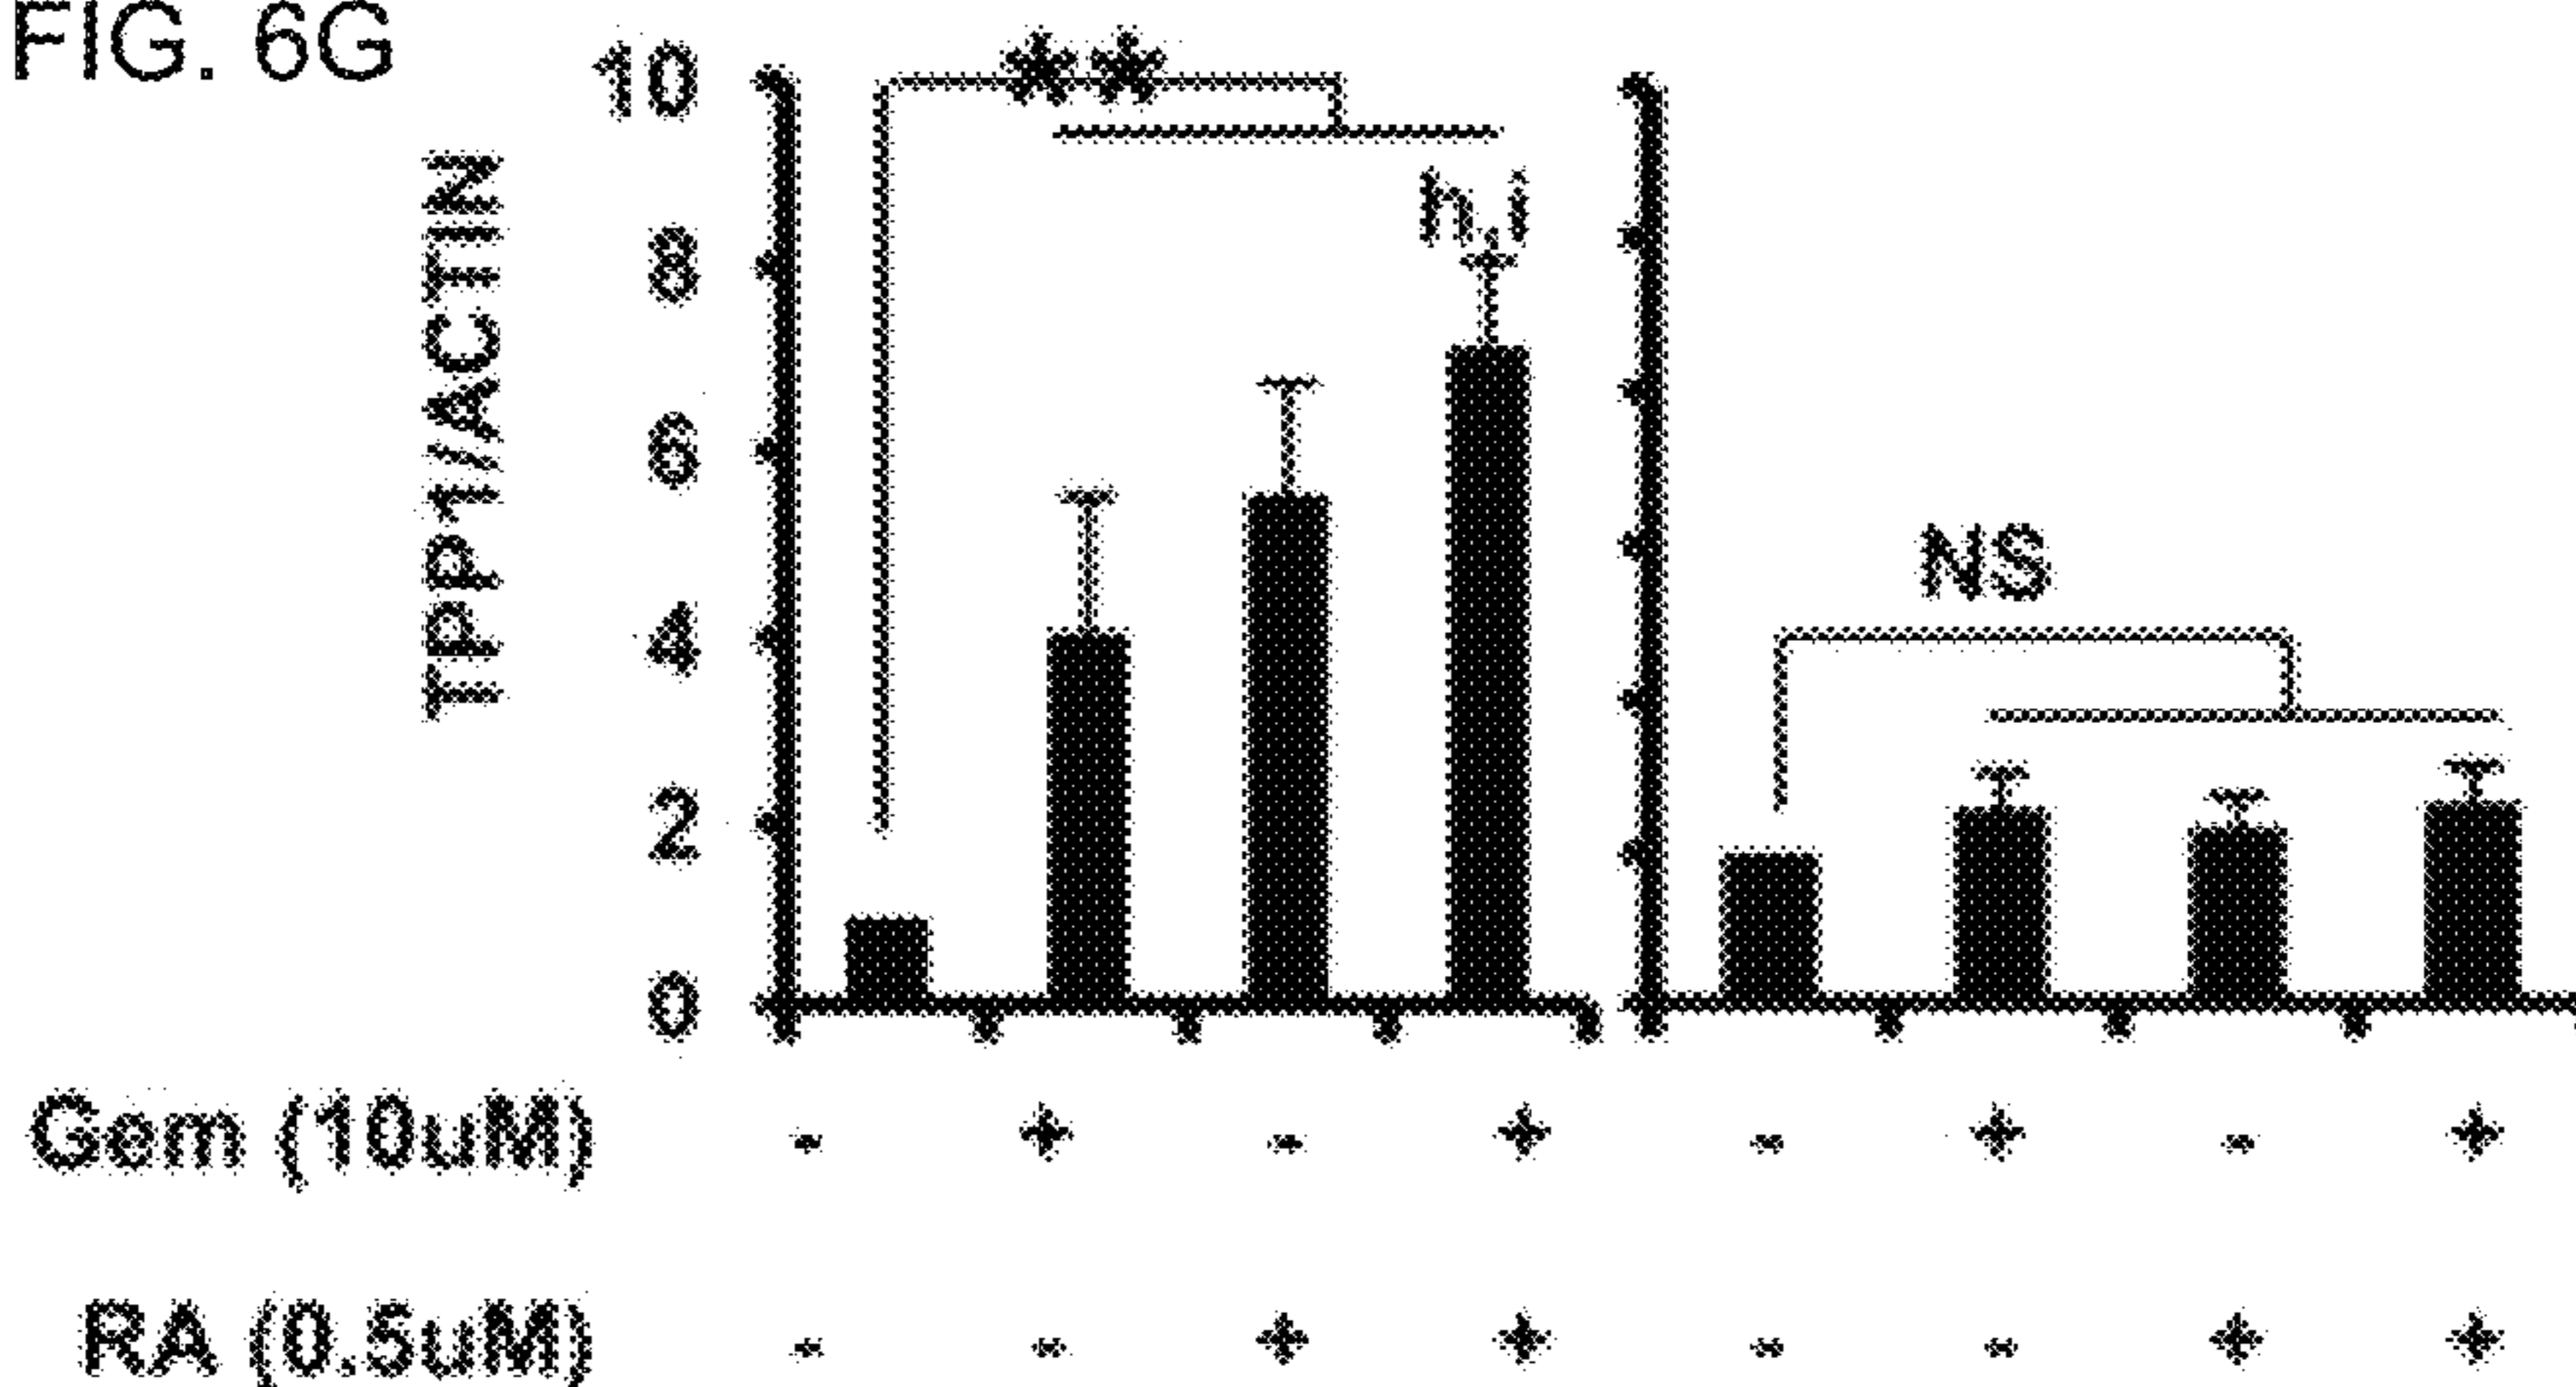 FIG. 6G
**
10
h,i
8
6
4
2
0
TPP1/ACTIN
NS
Gem (10uM) - + - + - + - +
RA (0.5uM) - - + + - - + +